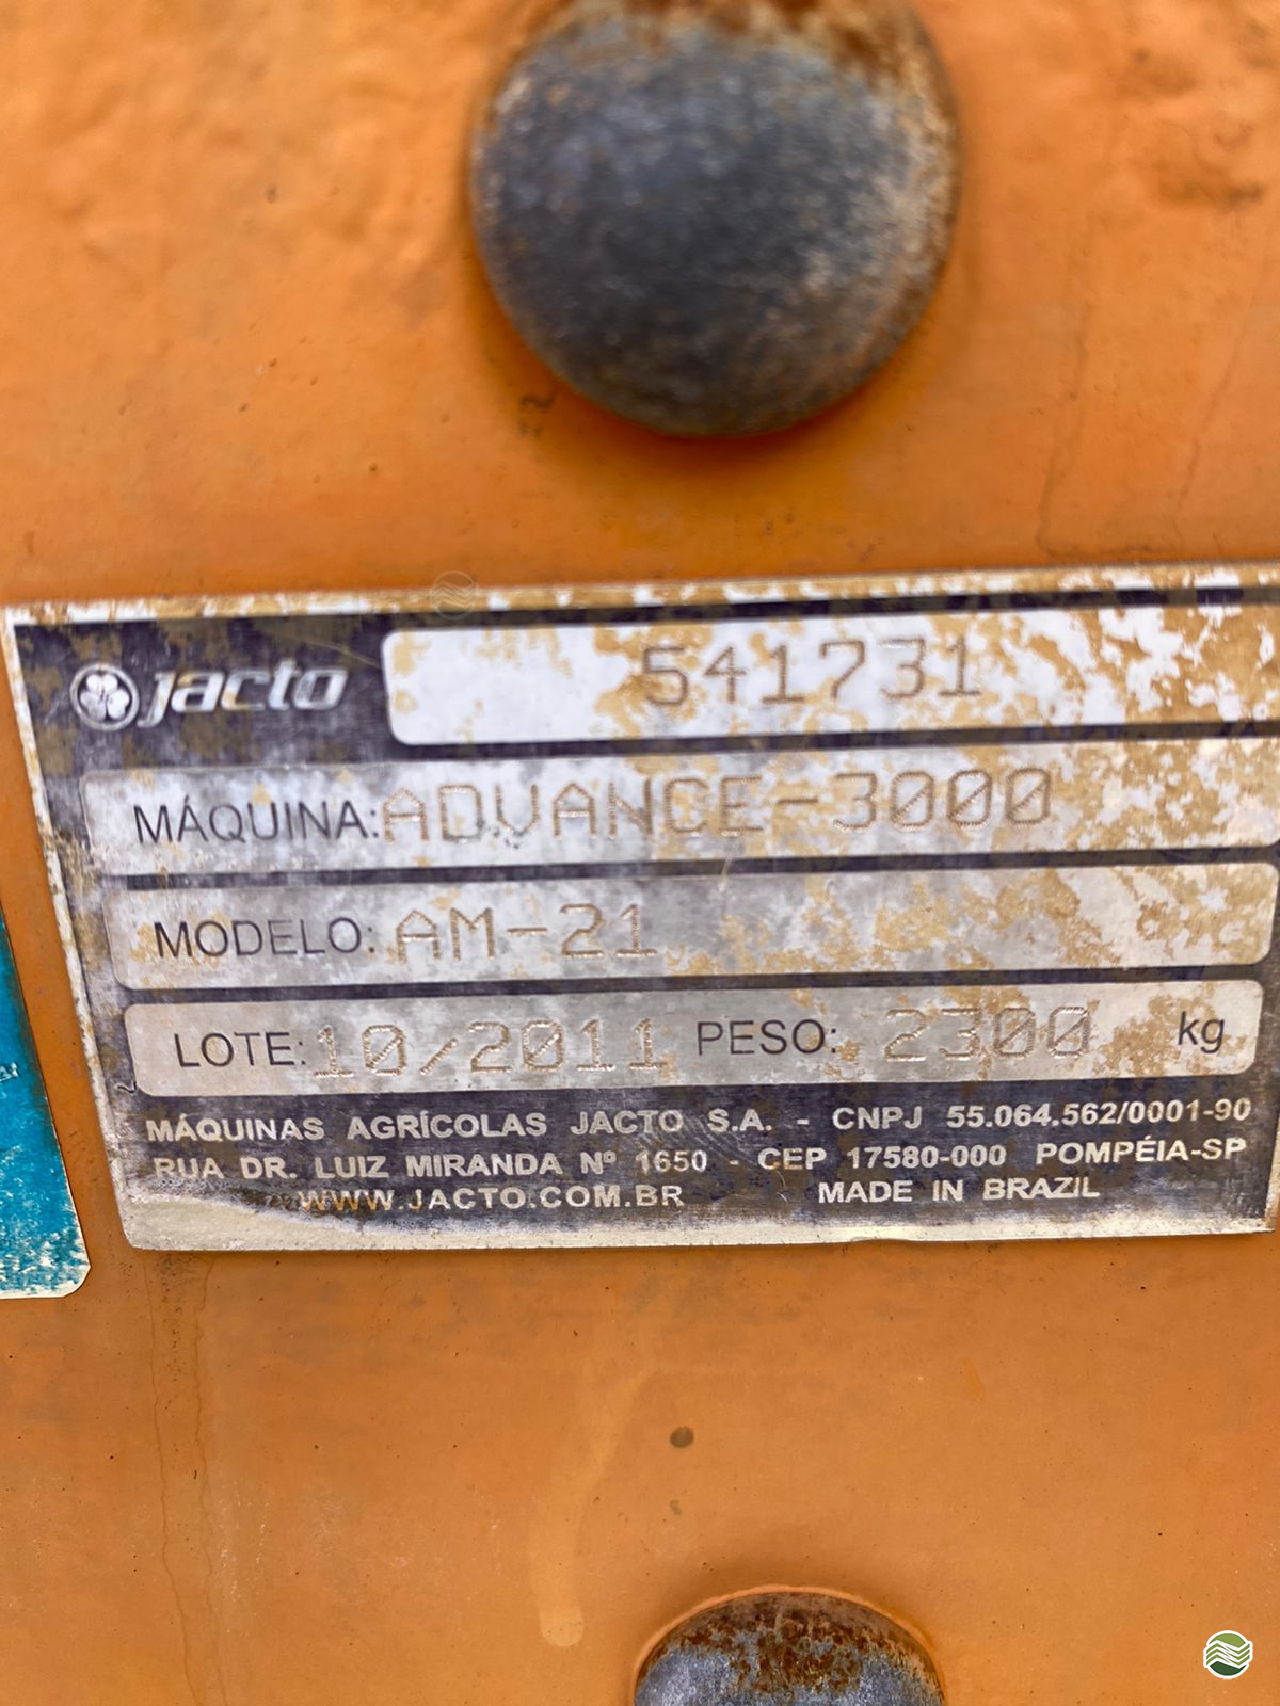 jacto 541731
MÁQUINA: ADVANCE-3000
MODELO: AM-21
LOTE: 10/2011 PESO: 2300 kg
MÁQUINAS AGRÍCOLAS JACTO S.A. - CNPJ 55.064.562/0001-90
RUA DR. LUIZ MIRANDA Nº 1650 - CEP 17580-000 POMPÉIA-SP
WWW.JACTO.COM.BR MADE IN BRAZIL